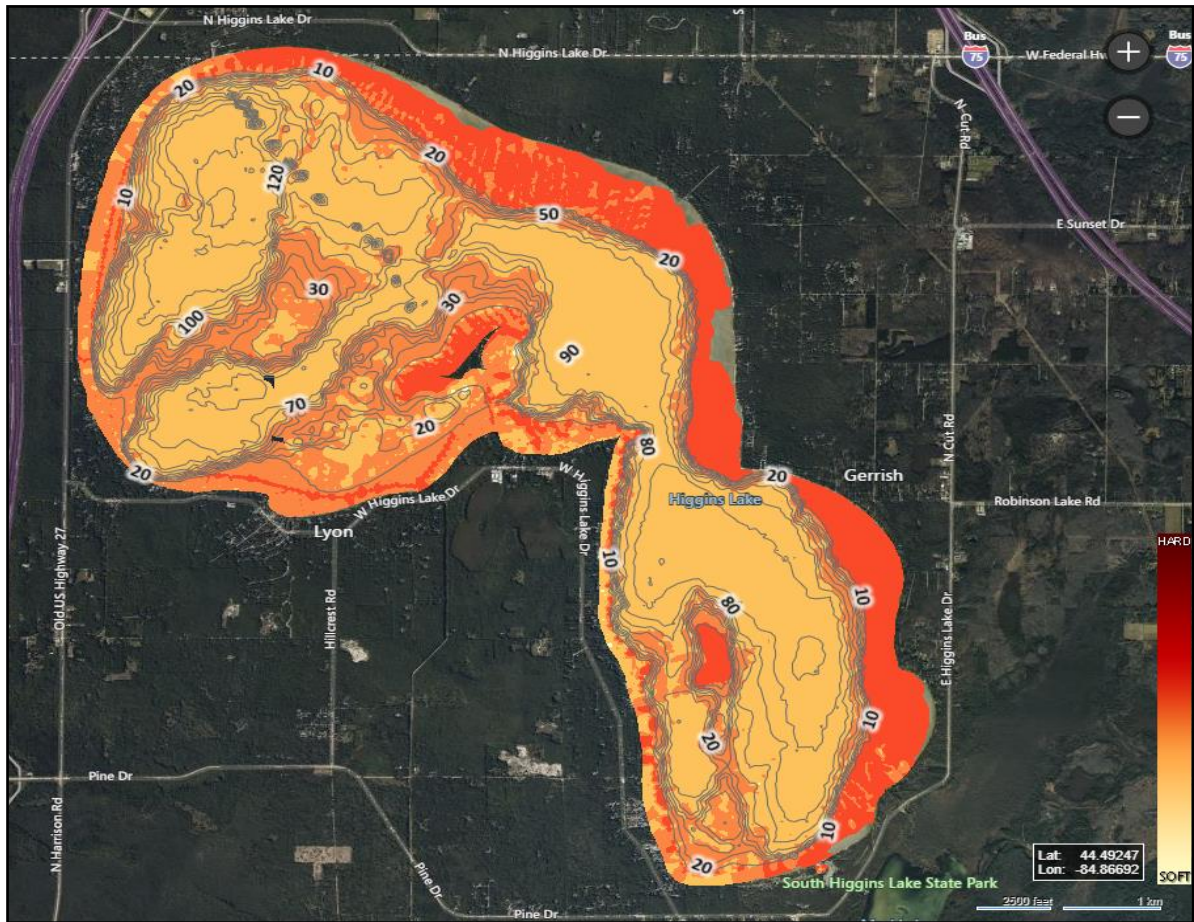 N Higgins Lake Dr
N Higgins Lake Dr
S
Bus
75
W Federal Hw
Bus
75
+
−
N Cut Rd
10
20
20
10
120
50
E Sunset Dr
20
30
30
100
90
70
20
80
N Cut Rd
20
20
Gerrish
W Higgins Lake Dr
W Higgins Lake Dr
Higgins Lake
Robinson Lake Rd
Lyon
HARD
Old US Highway 27
10
10
E Higgins Lake Dr
80
Hillcrest Rd
10
20
Pine Dr
N Harrison Rd
10
20
Lat: 44.49247
Lon: -84.86692
SOFT
Pine Dr
South Higgins Lake State Park
2500 feet
1 km
Pine Dr